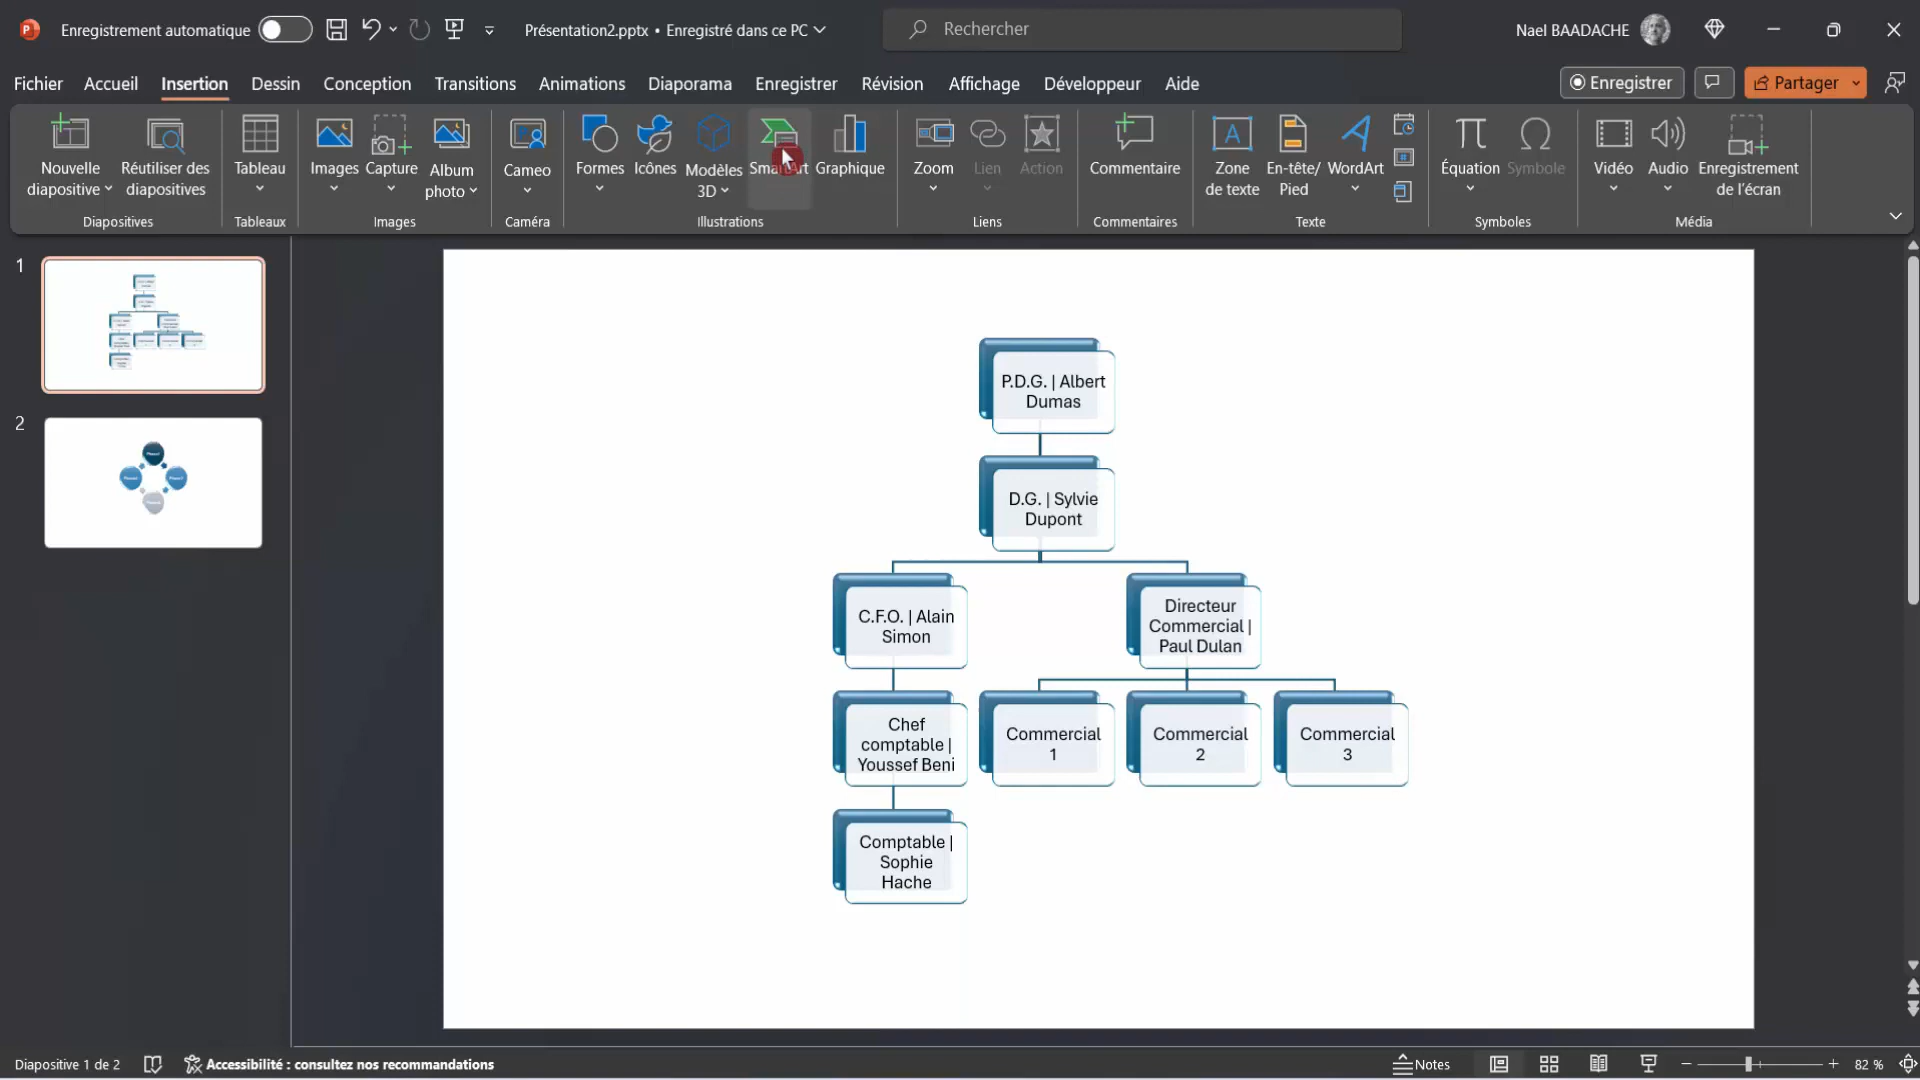 Enregistrement automatique
Présentation2.pptx • Enregistré dans ce PC
Rechercher
Nael BAADACHE
Fichier Accueil Insertion Dessin Conception Transitions Animations Diaporama Enregistrer Révision Affichage Développeur Aide
Enregistrer
Partager
Nouvelle diapositive
Réutiliser des diapositives
Diapositives
Tableau
Tableaux
Images
Capture
Album photo
Images
Cameo
Caméra
Formes
Icônes
Modèles 3D
SmartArt
Graphique
Illustrations
Zoom
Lien
Action
Liens
Commentaire
Commentaires
Zone de texte
En-tête/ Pied
WordArt
Texte
Équation
Symbole
Symboles
Vidéo
Audio
Enregistrement de l'écran
Média
1
2
P.D.G. | Albert
Dumas
D.G. | Sylvie
Dupont
C.F.O. | Alain
Simon
Directeur
Commercial |
Paul Dulan
Chef
comptable |
Youssef Beni
Commercial
1
Commercial
2
Commercial
3
Comptable |
Sophie
Hache
Diapositive 1 de 2
Accessibilité : consultez nos recommandations
Notes
82 %